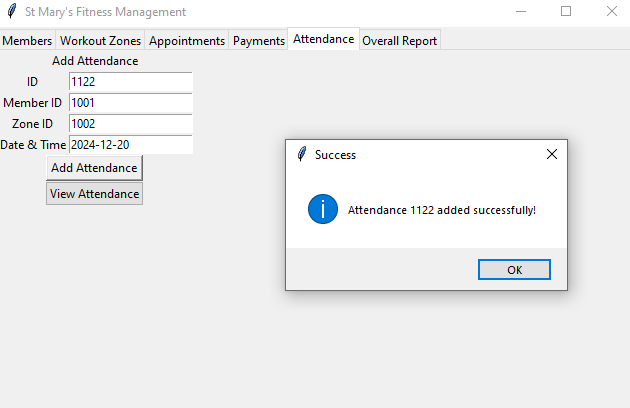 St Mary's Fitness Management
Members Workout Zones Appointments Payments Attendance Overall Report
Add Attendance
ID 1122
Member ID 1001
Zone ID 1002
Date & Time 2024-12-20
Add Attendance
View Attendance
Success
Attendance 1122 added successfully!
OK